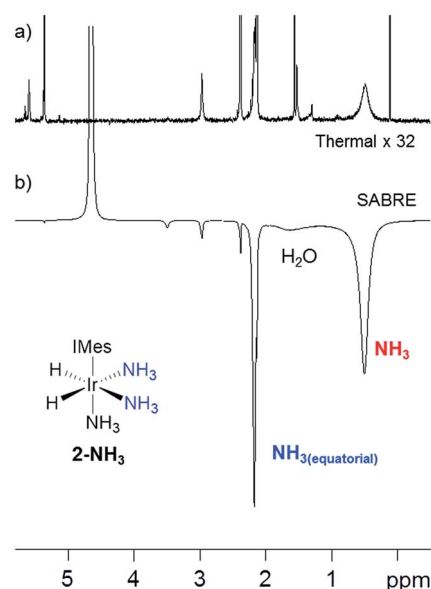 a)
Thermal x 32
b)
SABRE
H₂O
NH₃
IMes
H
NH₃
Ir
H
NH₃
NH₃
2-NH₃
NH₃(equatorial)
5 4 3 2 1 ppm